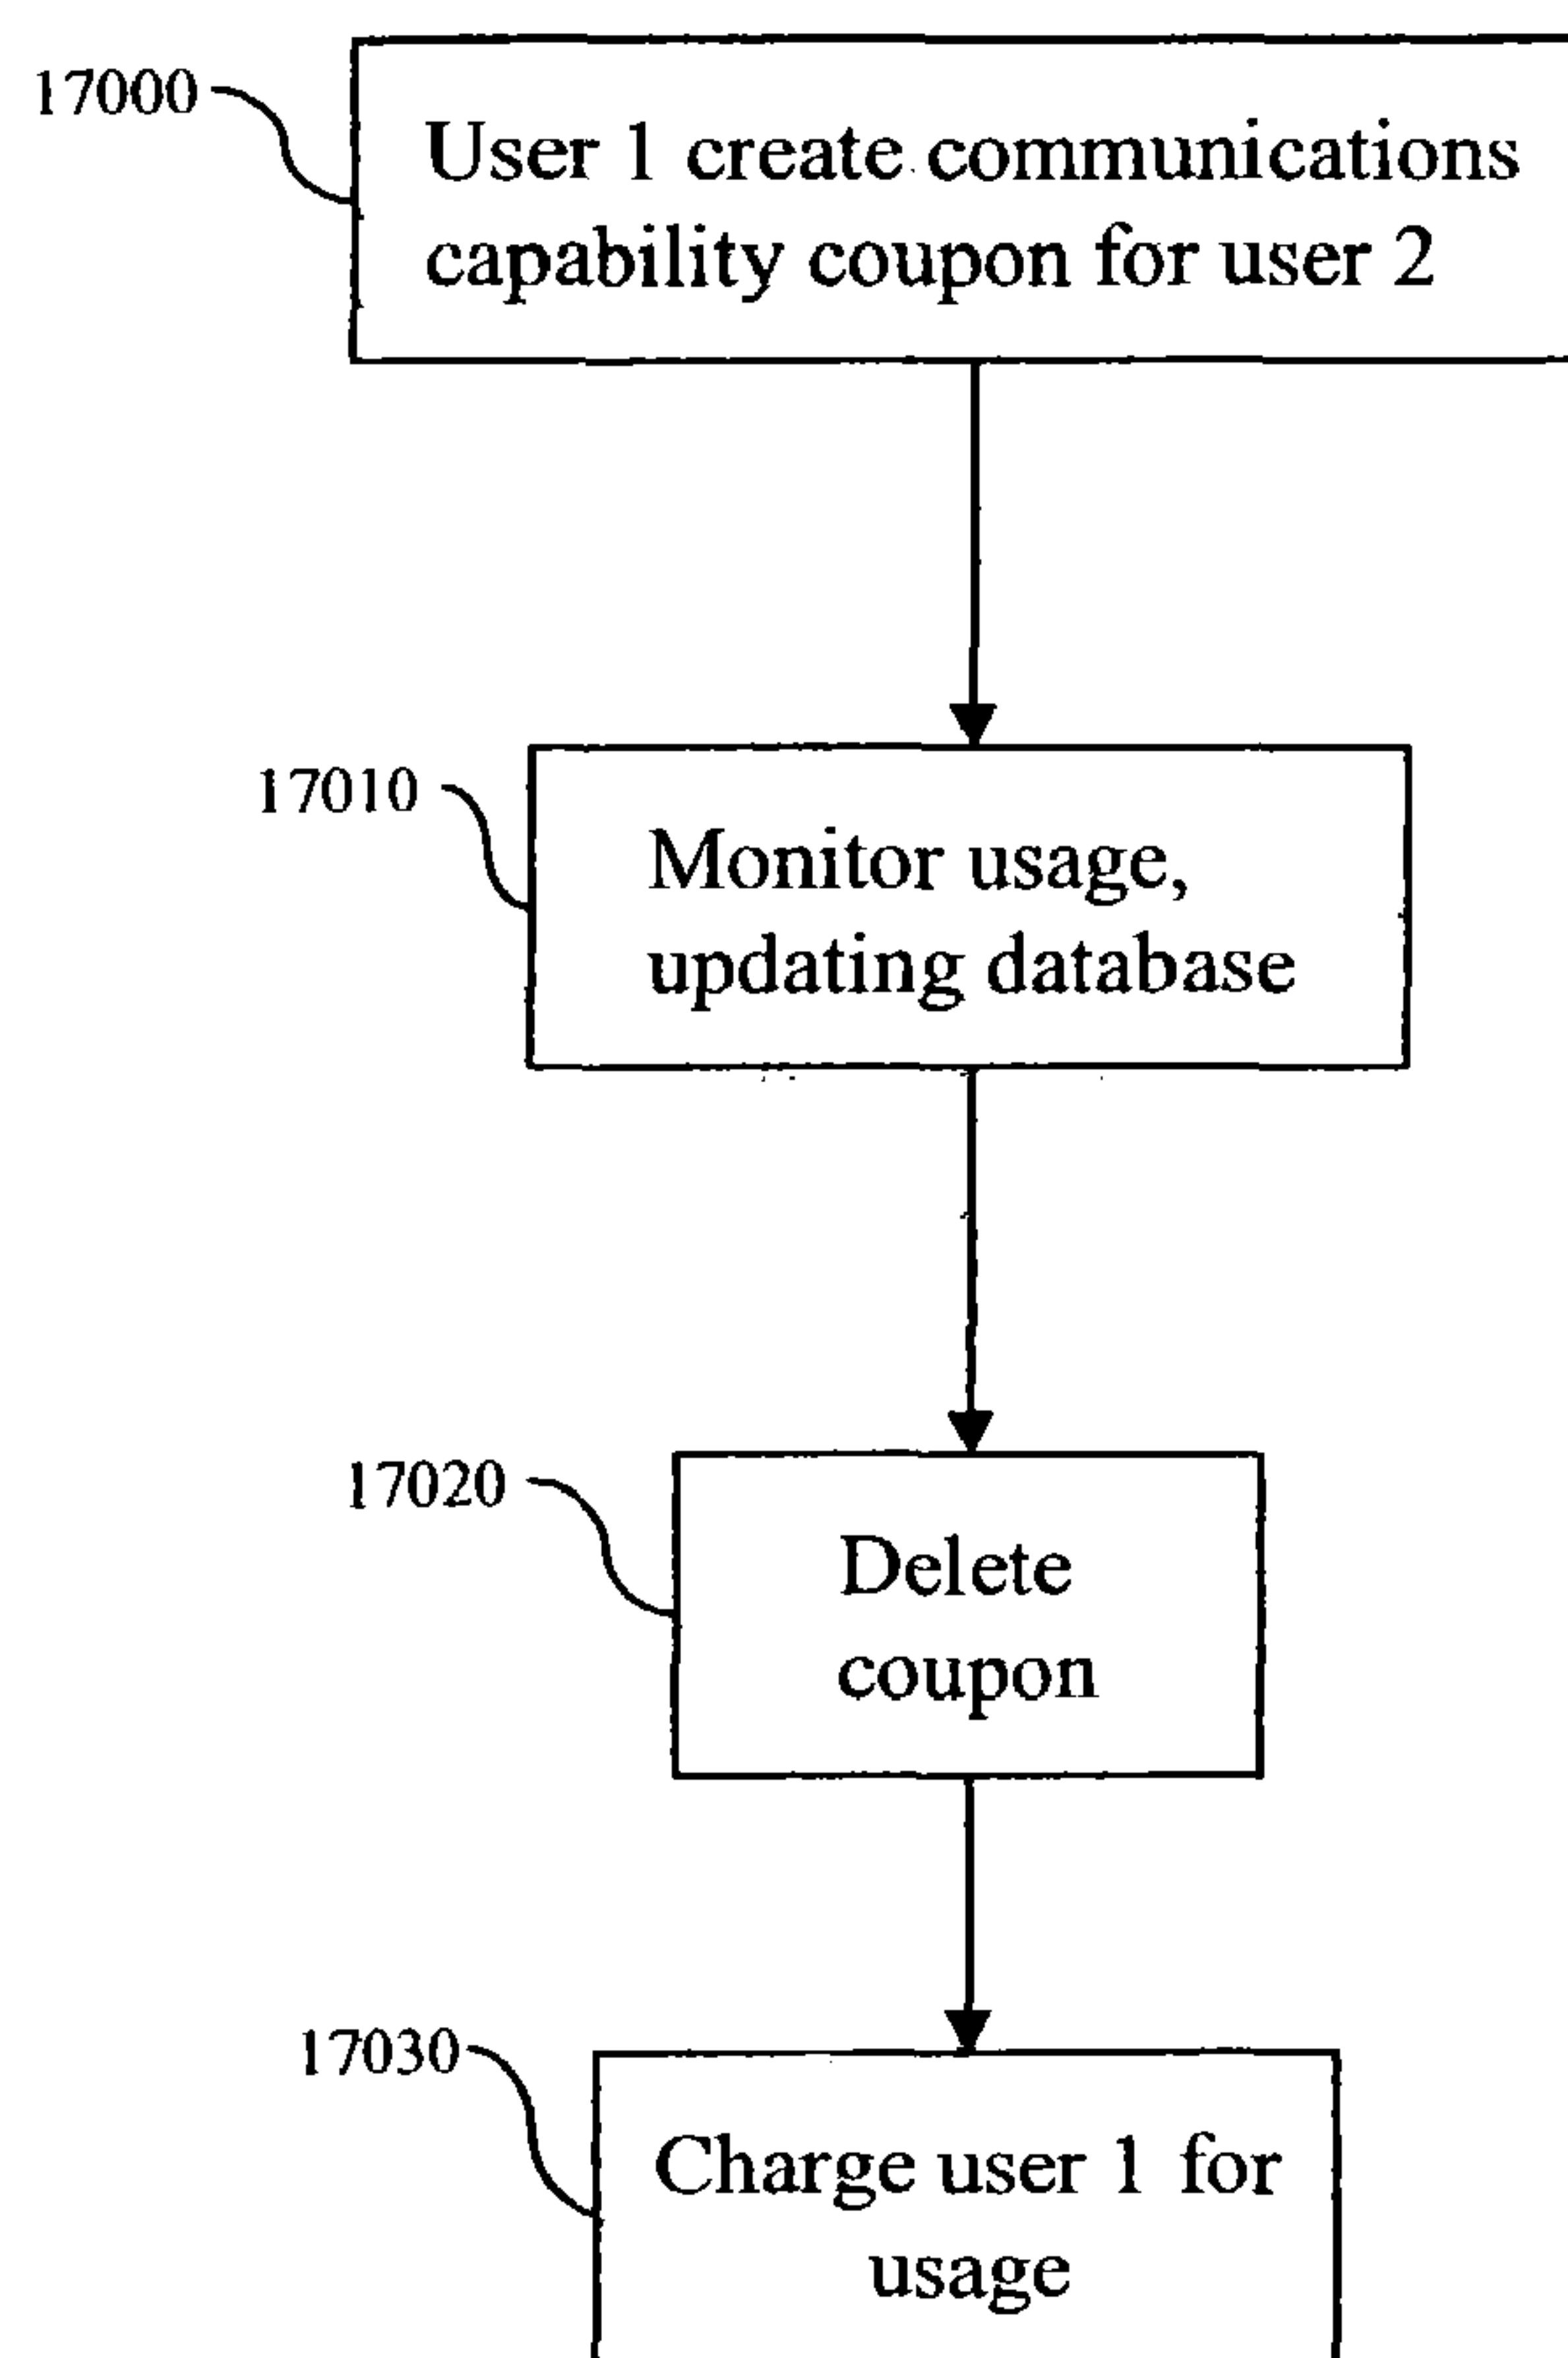 17000
User 1 create communications
capability coupon for user 2
17010
Monitor usage,
updating database
17020
Delete
coupon
17030
Charge user 1 for
usage